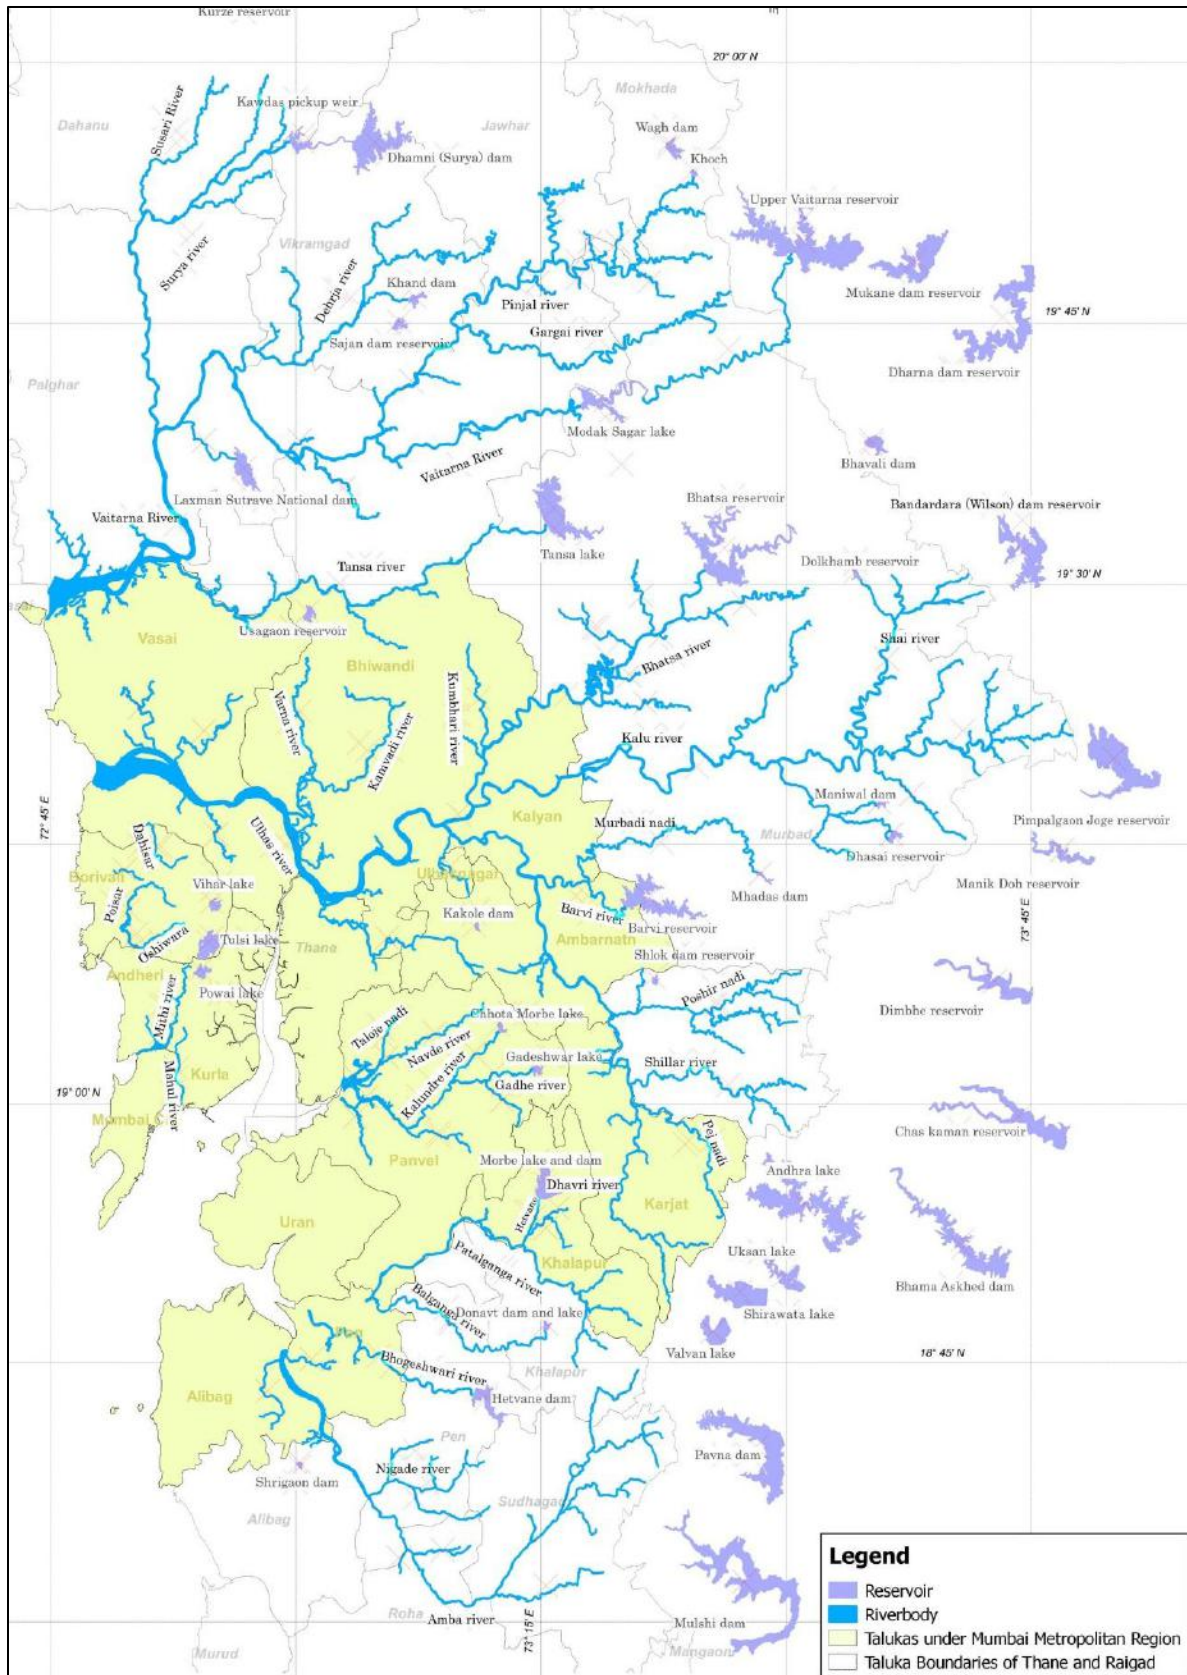 Kurze reservoir
20° 00' N
Mokhada
Kawdas pickup weir
Susari River
Dahanu
Jawhar
Wagh dam
Dhamni (Surya) dam
Khoch
Upper Vaitarna reservoir
Surya river
Vikramgad
Dehrja river
Khand dam
Mukane dam reservoir
Pinjal river
19° 45' N
Gargai river
Sajan dam reservoir
Dharna dam reservoir
Palghar
Modak Sagar lake
Bhavali dam
Vaitarna River
Laxman Sutrave National dam
Bhatsa reservoir
Bandardara (Wilson) dam reservoir
Vaitarna River
Tansa lake
Dolkhamb reservoir
Tansa river
19° 30' N
Usagaon reservoir
Vasai
Shai river
Bhiwandi
Bhatsa river
Varna river
Kamvadi river
Kumbhari river
Kalu river
72° 45' E
Maniwal dam
Kalyan
Murbadi nadi
Murbad
Pimpalgaon Joge reservoir
Ulhas river
Dahisar
Dhasai reservoir
Borivali
Ulhasnagar
Vihar lake
Mhadas dam
Manik Doh reservoir
Poisar
Kakole dam
Barvi river
Barvi reservoir
73° 45' E
Oshiwara
Tulsi lake
Thane
Ambarnatn
Shlok dam reservoir
Andheri
Powai lake
Poshir nadi
Dimbhe reservoir
Mithi river
Taloje nadi
Chhota Morbe lake
Navde river
Gadeshwar lake
Shillar river
Kurla
Mahul river
Kalundre river
Gadhe river
19° 00' N
Mumbai C
Pej nadi
Chas kaman reservoir
Panvel
Morbe lake and dam
Andhra lake
Dhavri river
Karjat
Hetvane
Uran
Uksan lake
Patalganga river
Khalapur
Bhama Askhed dam
Balganga river
Donavt dam and lake
Shirawata lake
Valvan lake
18° 45' N
Bhogeshwari river
Khalapur
Alibag
Hetvane dam
Pen
Pavna dam
Nigade river
Shrigaon dam
Sudhagad
Alibag
Roha
Amba river
73° 15' E
Mulshi dam
Murud
Mangaon
Legend
Reservoir
Riverbody
Talukas under Mumbai Metropolitan Region
Taluka Boundaries of Thane and Raigad